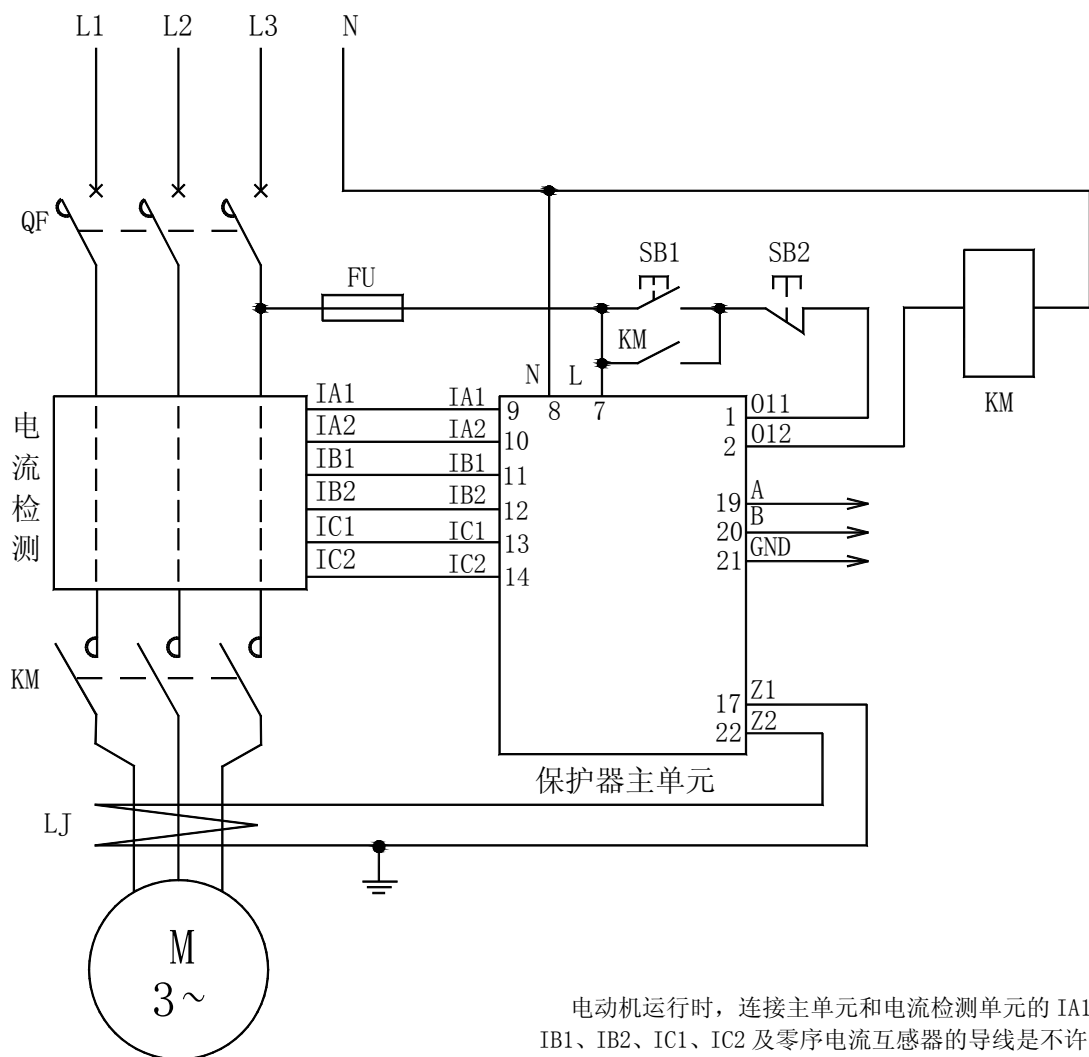 L1 L2 L3 N
QF
FU
SB1 SB2
KM
KM
N L
8 7
电流检测
IA1 IA1 9
IA2 IA2 10
IB1 IB1 11
IB2 IB2 12
IC1 IC1 13
IC2 IC2 14
1 011
2 012
19 A
20 B
21 GND
KM
17 Z1
22 Z2
保护器主单元
LJ
M
3~
电动机运行时，连接主单元和电流检测单元的 IA1
IB1、IB2、IC1、IC2 及零序电流互感器的导线是不许